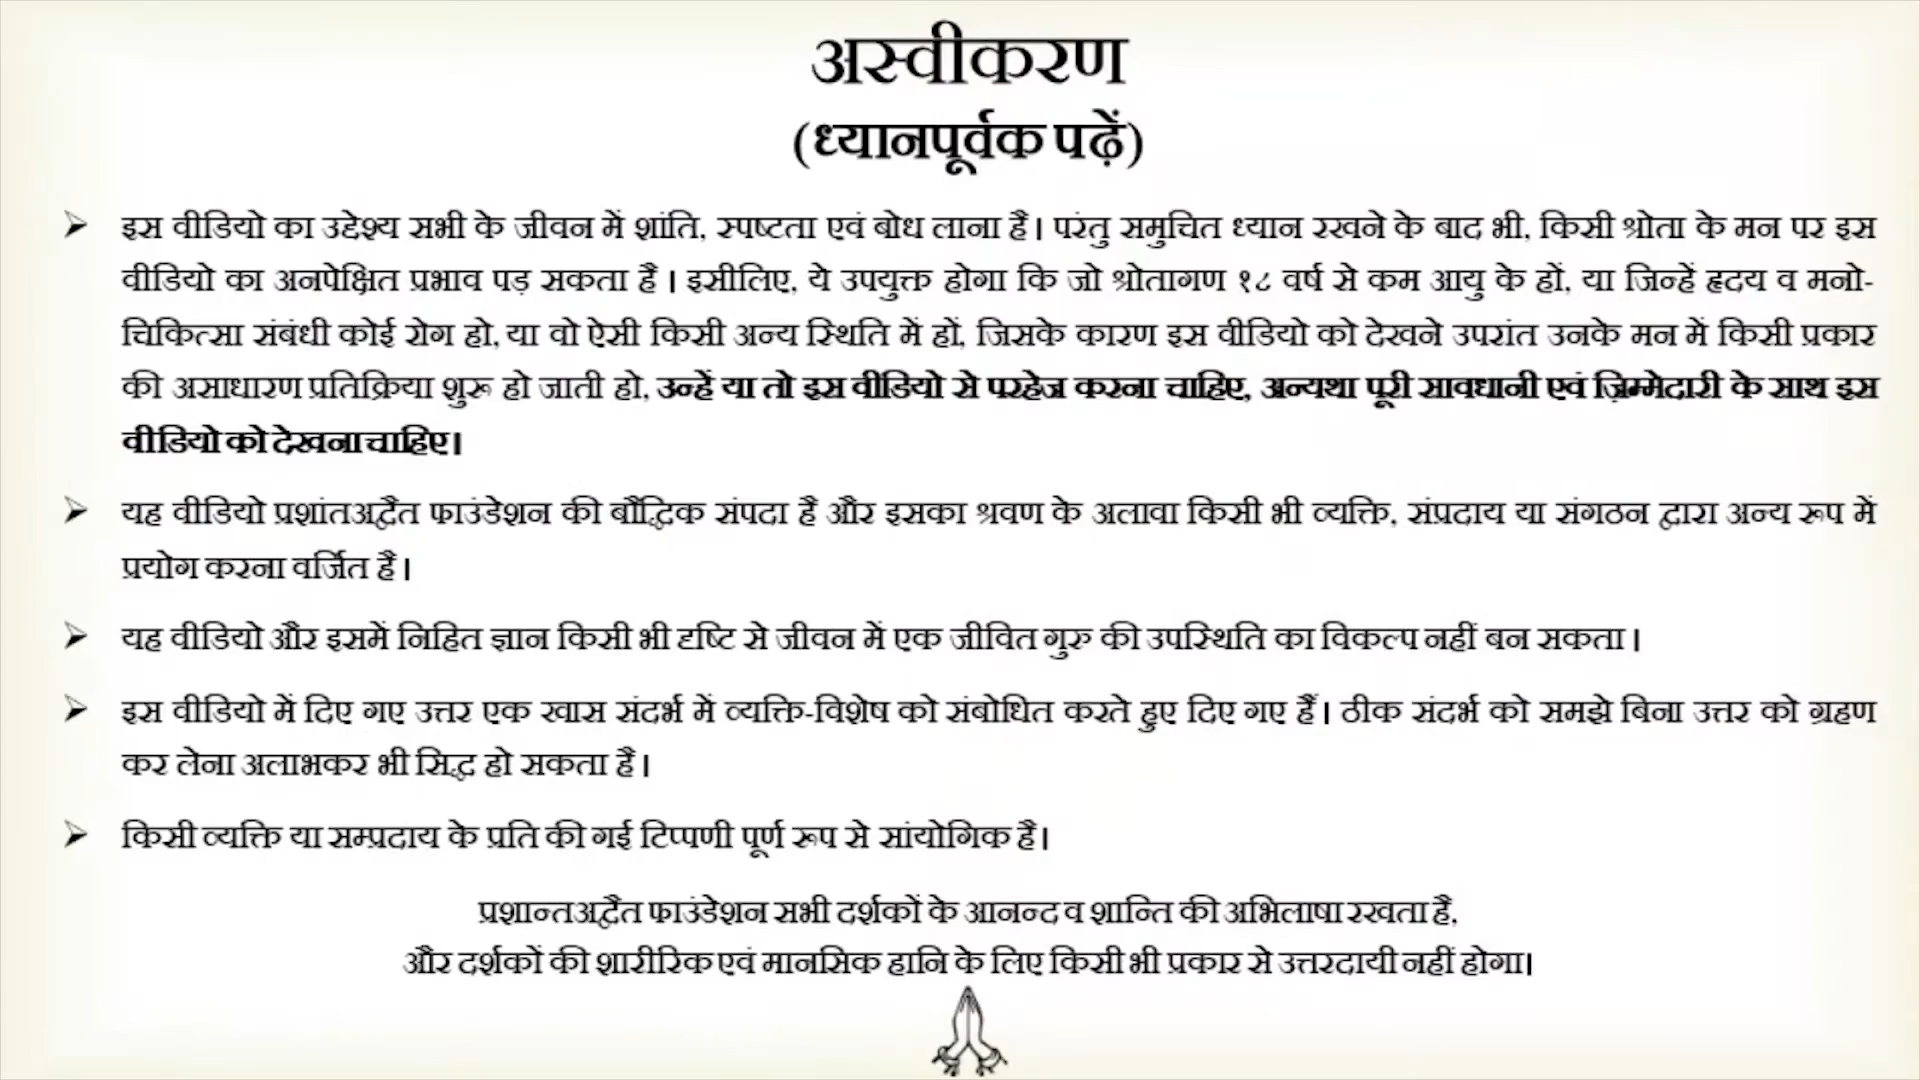 अस्वीकरण
(ध्यानपूर्वक पढ़ें)
➢ इस वीडियो का उद्देश्य सभी के जीवन में शांति, स्पष्टता एवं बोध लाना है। परंतु समुचित ध्यान रखने के बाद भी, किसी श्रोता के मन पर इस
वीडियो का अनपेक्षित प्रभाव पड़ सकता है। इसीलिए, ये उपयुक्त होगा कि जो श्रोतागण १८ वर्ष से कम आयु के हों, या जिन्हें हृदय व मनो-
चिकित्सा संबंधी कोई रोग हो, या वो ऐसी किसी अन्य स्थिति में हों, जिसके कारण इस वीडियो को देखने उपरांत उनके मन में किसी प्रकार
की असाधारण प्रतिक्रिया शुरू हो जाती हो, उन्हें या तो इस वीडियो से परहेज करना चाहिए, अन्यथा पूरी सावधानी एवं ज़िम्मेदारी के साथ इस
वीडियो को देखना चाहिए।
➢ यह वीडियो प्रशांतअद्वैत फाउंडेशन की बौद्धिक संपदा है और इसका श्रवण के अलावा किसी भी व्यक्ति, संप्रदाय या संगठन द्वारा अन्य रूप में
प्रयोग करना वर्जित है।
➢ यह वीडियो और इसमें निहित ज्ञान किसी भी दृष्टि से जीवन में एक जीवित गुरु की उपस्थिति का विकल्प नहीं बन सकता।
➢ इस वीडियो में दिए गए उत्तर एक खास संदर्भ में व्यक्ति-विशेष को संबोधित करते हुए दिए गए हैं। ठीक संदर्भ को समझे बिना उत्तर को ग्रहण
कर लेना अलाभकर भी सिद्ध हो सकता है।
➢ किसी व्यक्ति या सम्प्रदाय के प्रति की गई टिप्पणी पूर्ण रूप से सांयोगिक है।
प्रशान्तअद्वैत फाउंडेशन सभी दर्शकों के आनन्द व शान्ति की अभिलाषा रखता है,
और दर्शकों की शारीरिक एवं मानसिक हानि के लिए किसी भी प्रकार से उत्तरदायी नहीं होगा।